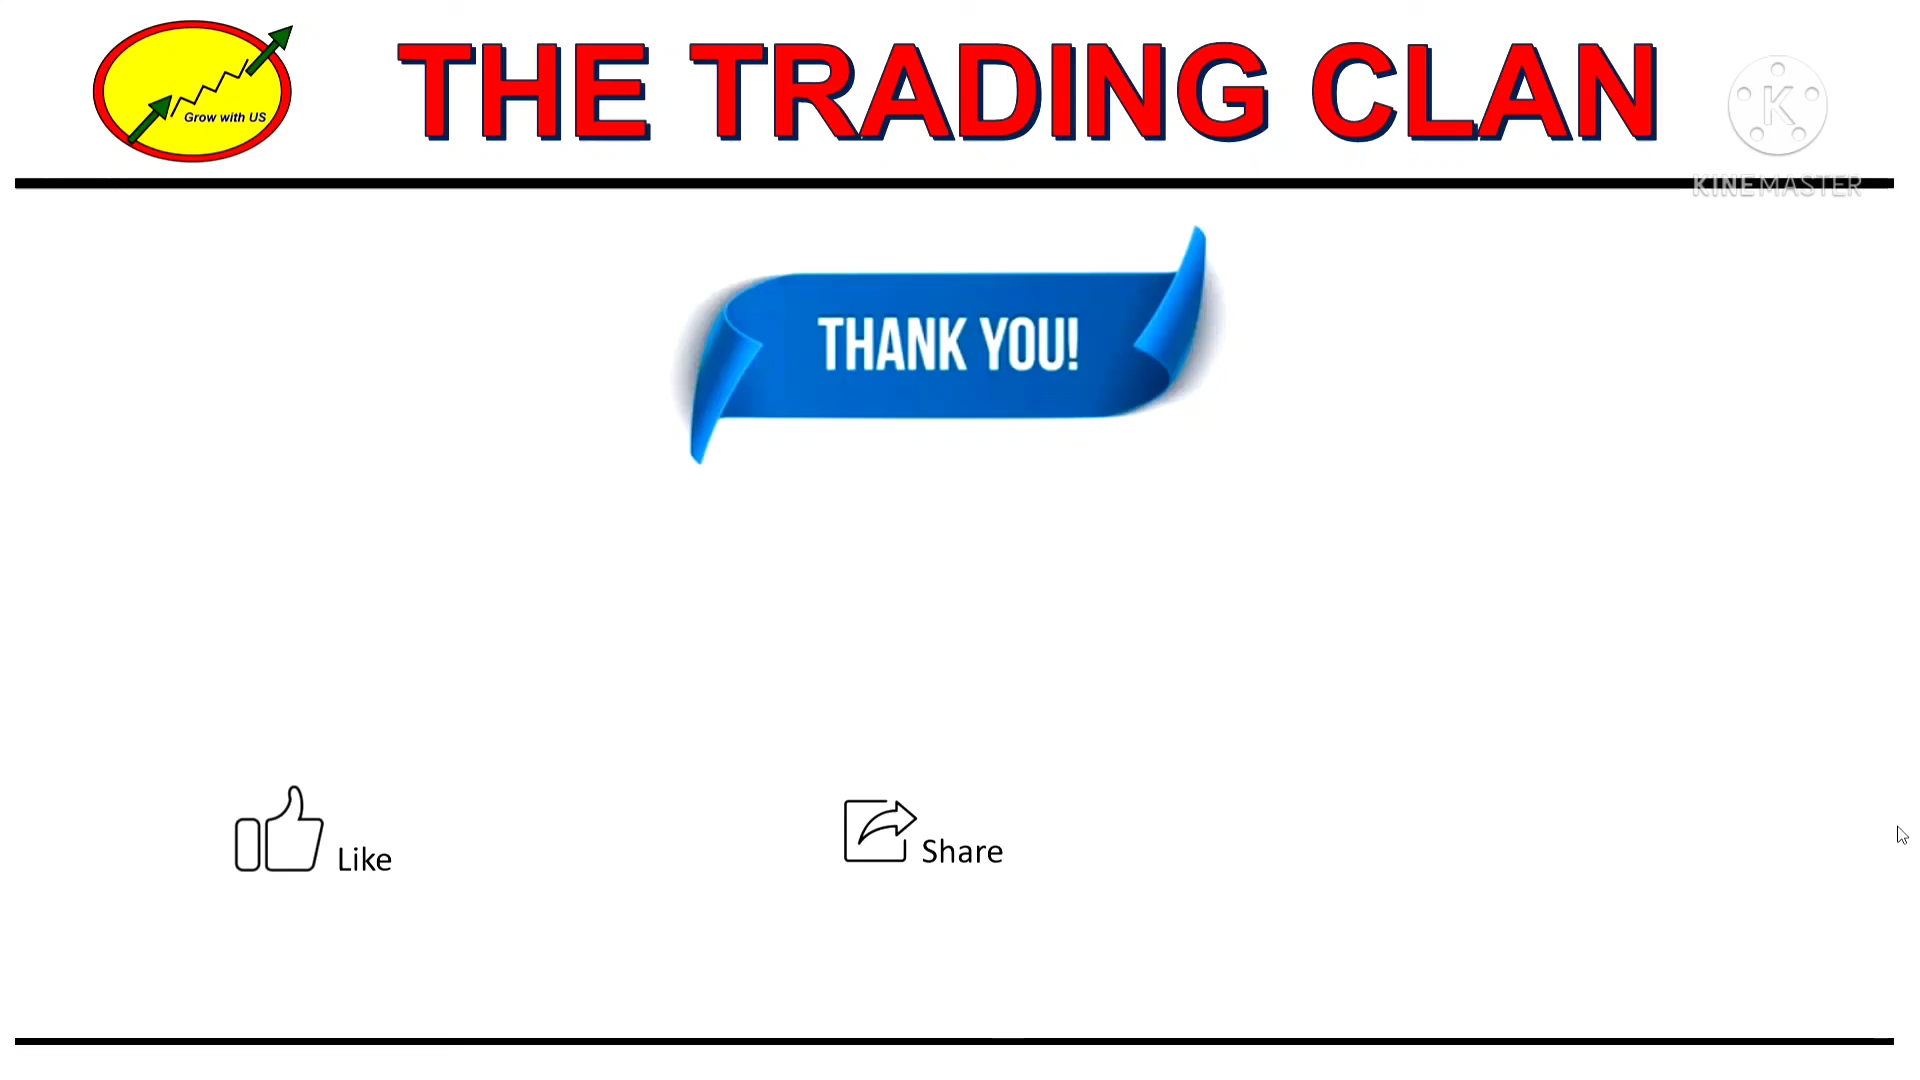 THE TRADING CLAN
Grow with US
K
KINEMASTER
THANK YOU!
Like
Share